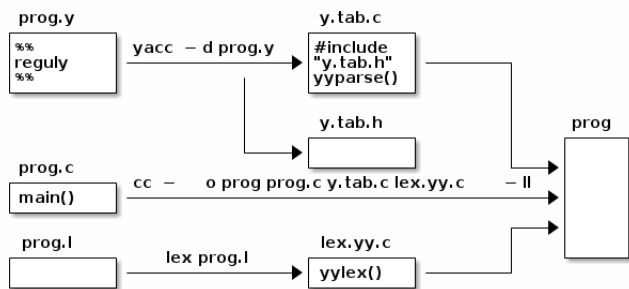 prog.y
%%
reguly
%%
yacc – d prog.y
y.tab.c
#include
"y.tab.h"
yyparse()
y.tab.h
prog
prog.c
main()
cc – o prog prog.c y.tab.c lex.yy.c – ll
prog.l
lex prog.l
lex.yy.c
yylex()